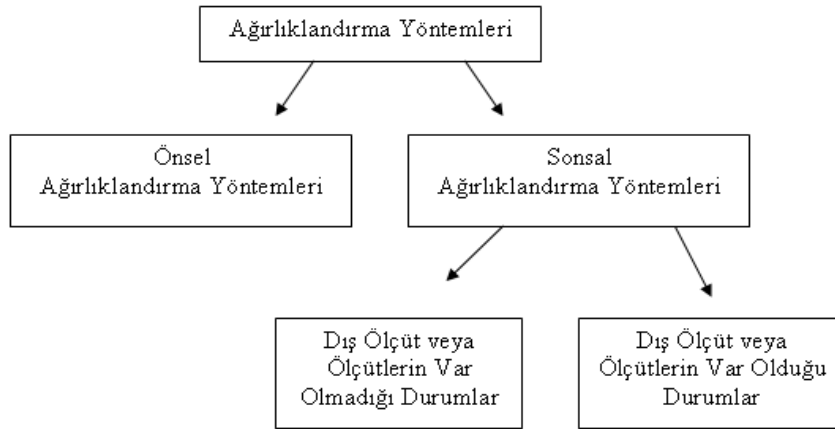 Ağırlıklandırma Yöntemleri
Önsel
Ağırlıklandırma Yöntemleri
Sonsal
Ağırlıklandırma Yöntemleri
Dış Ölçüt veya
Ölçütlerin Var
Olmadığı Durumlar
Dış Ölçüt veya
Ölçütlerin Var Olduğu
Durumlar